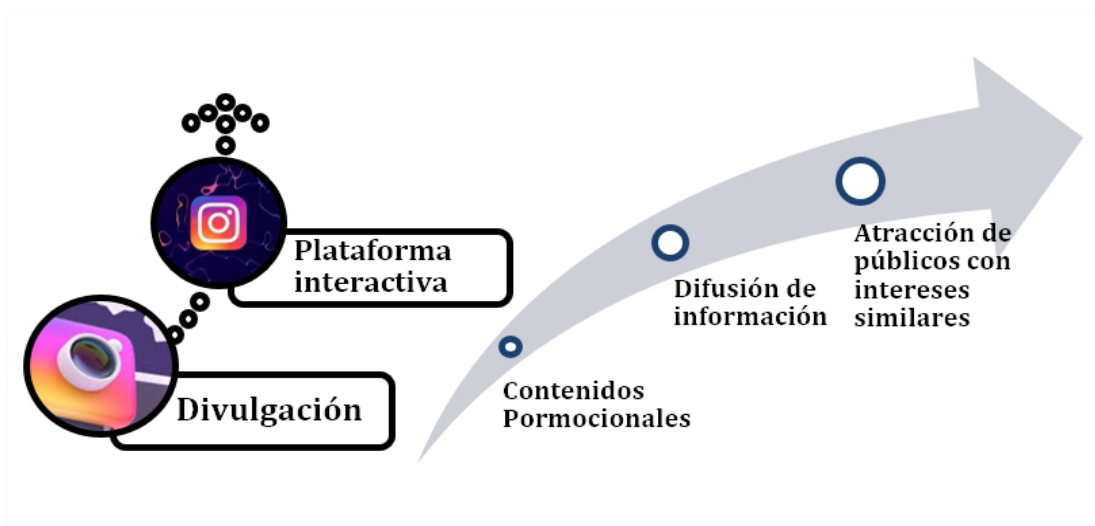 Plataforma
interactiva
Divulgación
Contenidos
Pormocionales
Difusión de
información
Atracción de
públicos con
intereses
similares